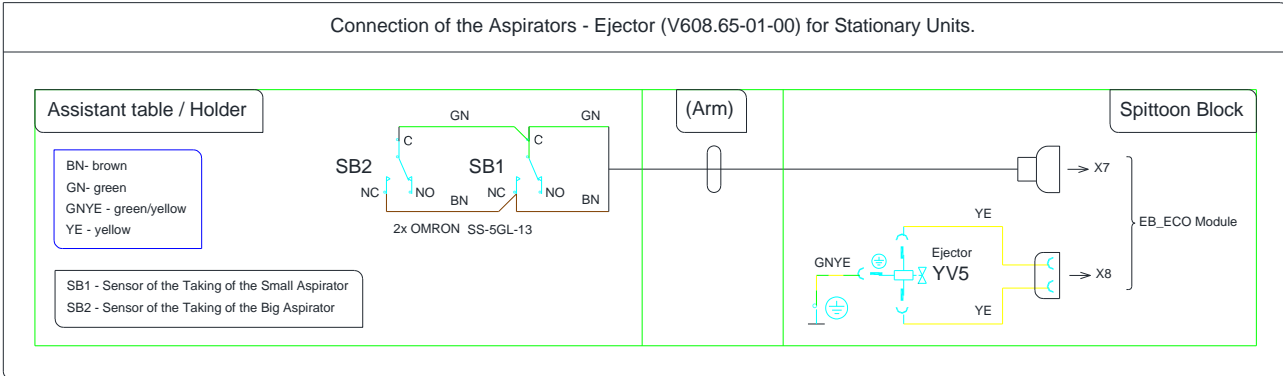 Connection of the Aspirators - Ejector (V608.65-01-00) for Stationary Units.
Assistant table / Holder
(Arm)
Spittoon Block
BN- brown
GN- green
GNYE - green/yellow
YE - yellow
SB1 - Sensor of the Taking of the Small Aspirator
SB2 - Sensor of the Taking of the Big Aspirator
GN
GN
C
C
SB2
SB1
NC
NO
NC
NO
BN
BN
2x OMRON SS-5GL-13
X7
YE
EB_ECO Module
GNYE
Ejector
YV5
X8
YE